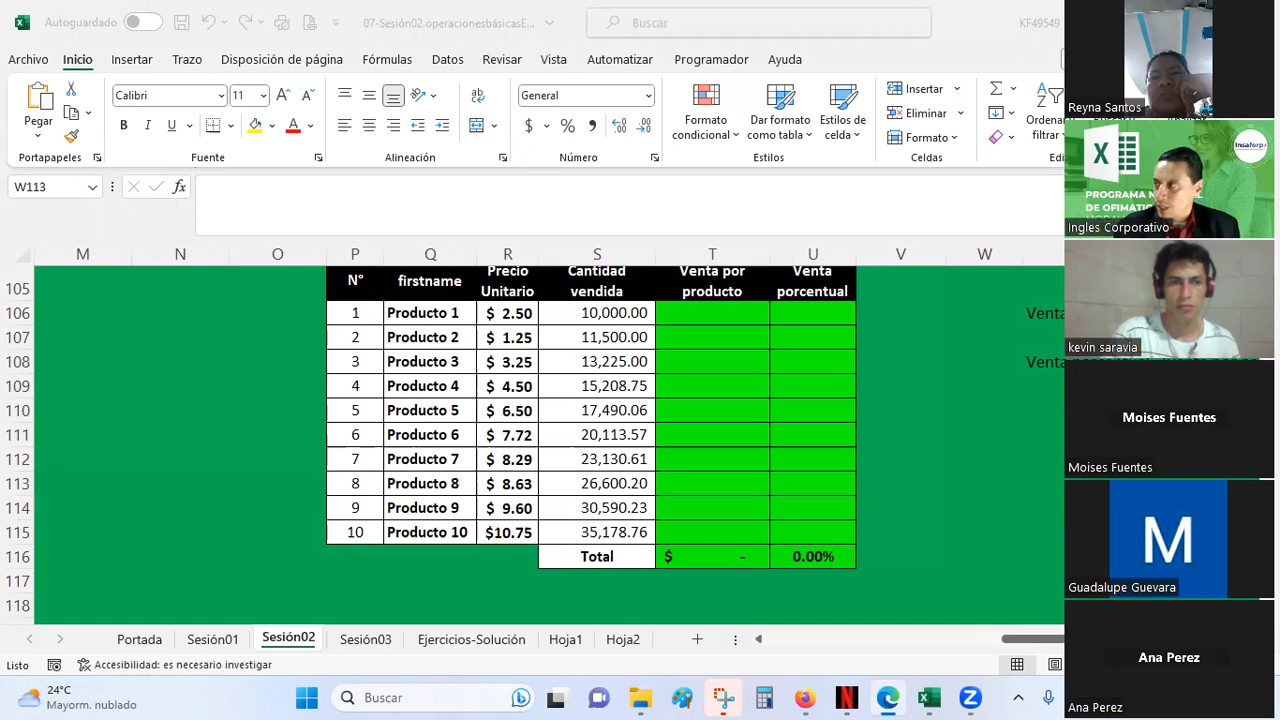 Autoguardado
07-Sesión02.operacionesbásicasE...
Buscar
KF49549
Archivo Inicio Insertar Trazo Disposición de página Fórmulas Datos Revisar Vista Automatizar Programador Ayuda
Pegar
Calibri 11
N K S
General
$ % 000
Formato condicional
Dar formato como tabla
Estilos de celda
Insertar
Eliminar
Formato
Ordenar
filtrar
Portapapeles Fuente Alineación Número Estilos Celdas
W113
fx
M N O P Q R S T U V W
105 N° firstname Precio Unitario Cantidad vendida Venta por producto Venta porcentual
106 1 Producto 1 $ 2.50 10,000.00
107 2 Producto 2 $ 1.25 11,500.00
108 3 Producto 3 $ 3.25 13,225.00
109 4 Producto 4 $ 4.50 15,208.75
110 5 Producto 5 $ 6.50 17,490.06
111 6 Producto 6 $ 7.72 20,113.57
112 7 Producto 7 $ 8.29 23,130.61
113 8 Producto 8 $ 8.63 26,600.20
114 9 Producto 9 $ 9.60 30,590.23
115 10 Producto 10 $10.75 35,178.76
116 Total $ - 0.00%
117
118
Portada Sesión01 Sesión02 Sesión03 Ejercicios-Solución Hoja1 Hoja2
Listo
Accesibilidad: es necesario investigar
24°C
Mayorm. nublado
Buscar
Reyna Santos
Insaforp
PROGRAMA
DE OFIMATIC
Ingles Corporativo
kevin saravia
Moises Fuentes
Moises Fuentes
M
Guadalupe Guevara
Ana Perez
Ana Perez